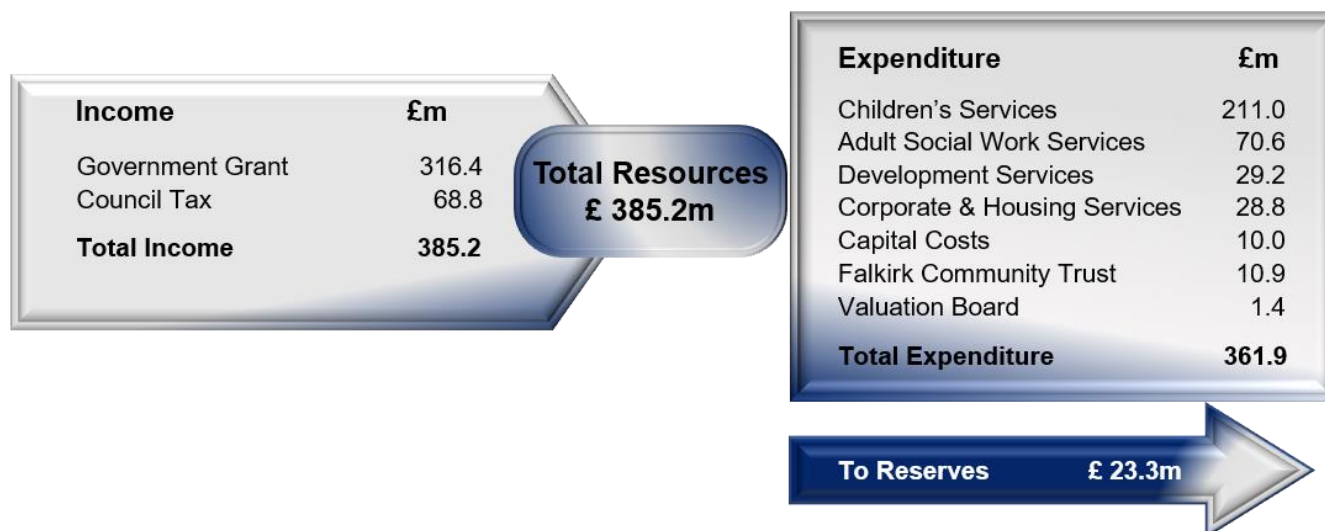 Income £m
Government Grant 316.4
Council Tax 68.8
Total Income 385.2
Total Resources
£ 385.2m
Expenditure £m
Children’s Services 211.0
Adult Social Work Services 70.6
Development Services 29.2
Corporate & Housing Services 28.8
Capital Costs 10.0
Falkirk Community Trust 10.9
Valuation Board 1.4
Total Expenditure 361.9
To Reserves £ 23.3m